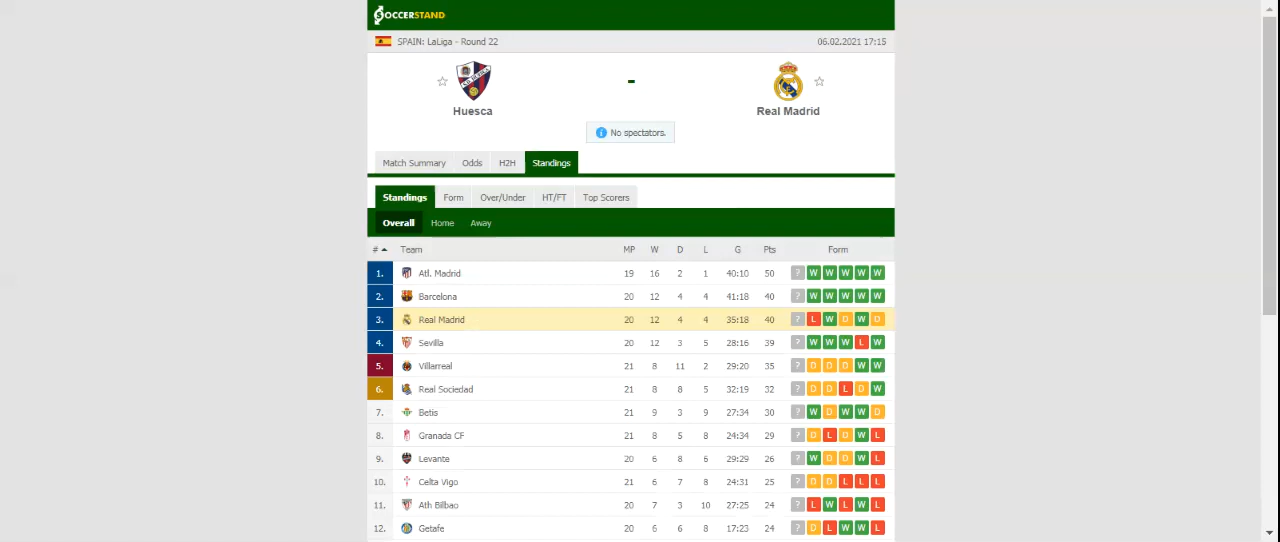 SOCCERSTAND
SPAIN: LaLiga - Round 22 06.02.2021 17:15
-
Huesca Real Madrid
No spectators.
Match Summary Odds H2H Standings
Standings Form Over/Under HT/FT Top Scorers
Overall Home Away
# Team MP W D L G Pts Form
1. Atl. Madrid 19 16 2 1 40:10 50 ? W W W W W
2. Barcelona 20 12 4 4 41:18 40 ? W W W W W
3. Real Madrid 20 12 4 4 35:18 40 ? L W D W D
4. Sevilla 20 12 3 5 28:16 39 ? W W W L W
5. Villarreal 21 8 11 2 29:20 35 ? D D D W W
6. Real Sociedad 21 8 8 5 32:19 32 ? D D L D W
7. Betis 21 9 3 9 27:34 30 ? W D W W D
8. Granada CF 21 8 5 8 24:34 29 ? D L D W L
9. Levante 20 6 8 6 29:29 26 ? W D D W L
10. Celta Vigo 21 6 7 8 24:31 25 ? D D L L L
11. Ath Bilbao 20 7 3 10 27:25 24 ? L W L W L
12. Getafe 20 6 6 8 17:23 24 ? D L W W L